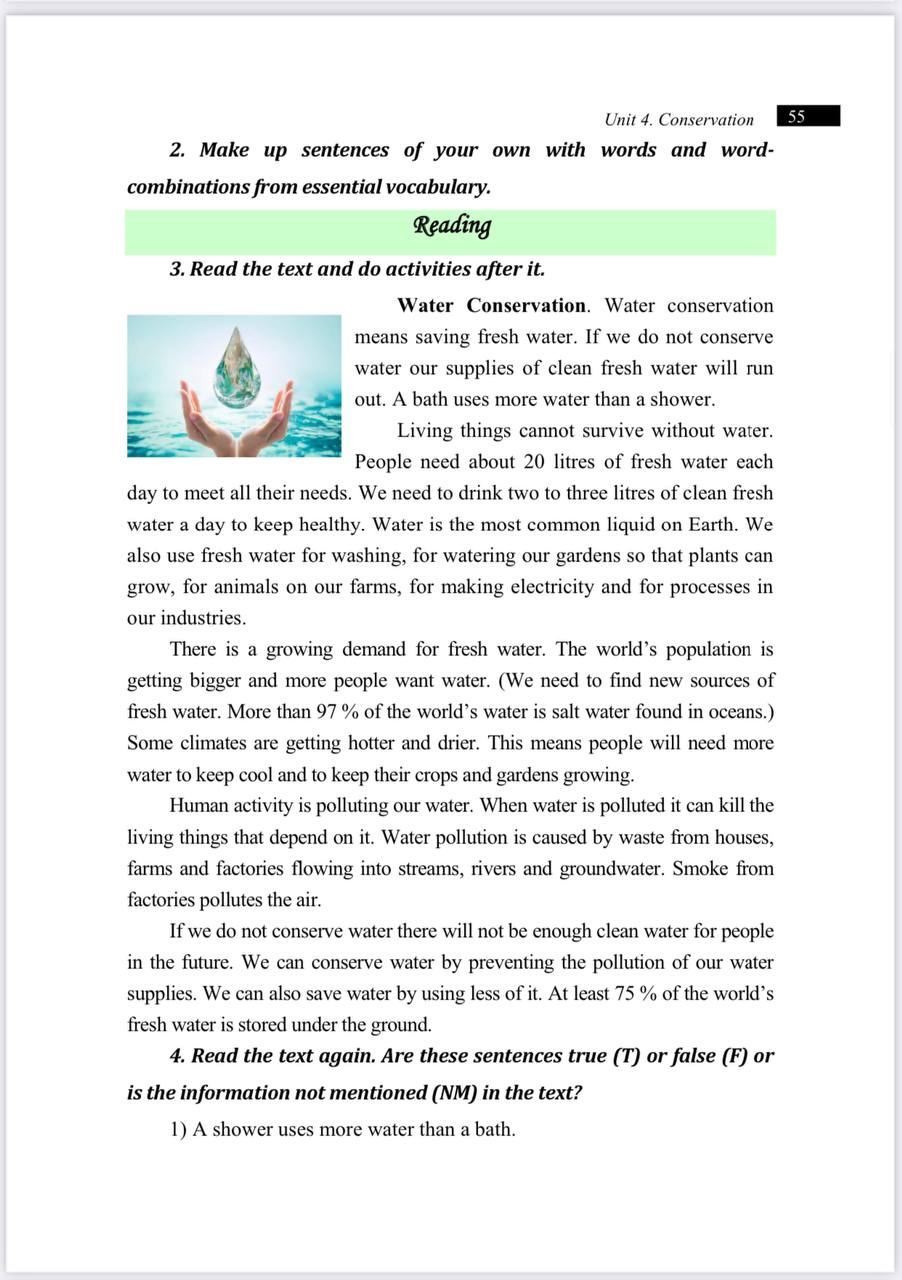 Unit 4. Conservation 55
2. Make up sentences of your own with words and word-
combinations from essential vocabulary.
Reading
3. Read the text and do activities after it.
Water Conservation. Water conservation
means saving fresh water. If we do not conserve
water our supplies of clean fresh water will run
out. A bath uses more water than a shower.
Living things cannot survive without water.
People need about 20 litres of fresh water each
day to meet all their needs. We need to drink two to three litres of clean fresh
water a day to keep healthy. Water is the most common liquid on Earth. We
also use fresh water for washing, for watering our gardens so that plants can
grow, for animals on our farms, for making electricity and for processes in
our industries.
There is a growing demand for fresh water. The world’s population is
getting bigger and more people want water. (We need to find new sources of
fresh water. More than 97 % of the world’s water is salt water found in oceans.)
Some climates are getting hotter and drier. This means people will need more
water to keep cool and to keep their crops and gardens growing.
Human activity is polluting our water. When water is polluted it can kill the
living things that depend on it. Water pollution is caused by waste from houses,
farms and factories flowing into streams, rivers and groundwater. Smoke from
factories pollutes the air.
If we do not conserve water there will not be enough clean water for people
in the future. We can conserve water by preventing the pollution of our water
supplies. We can also save water by using less of it. At least 75 % of the world’s
fresh water is stored under the ground.
4. Read the text again. Are these sentences true (T) or false (F) or
is the information not mentioned (NM) in the text?
1) A shower uses more water than a bath.